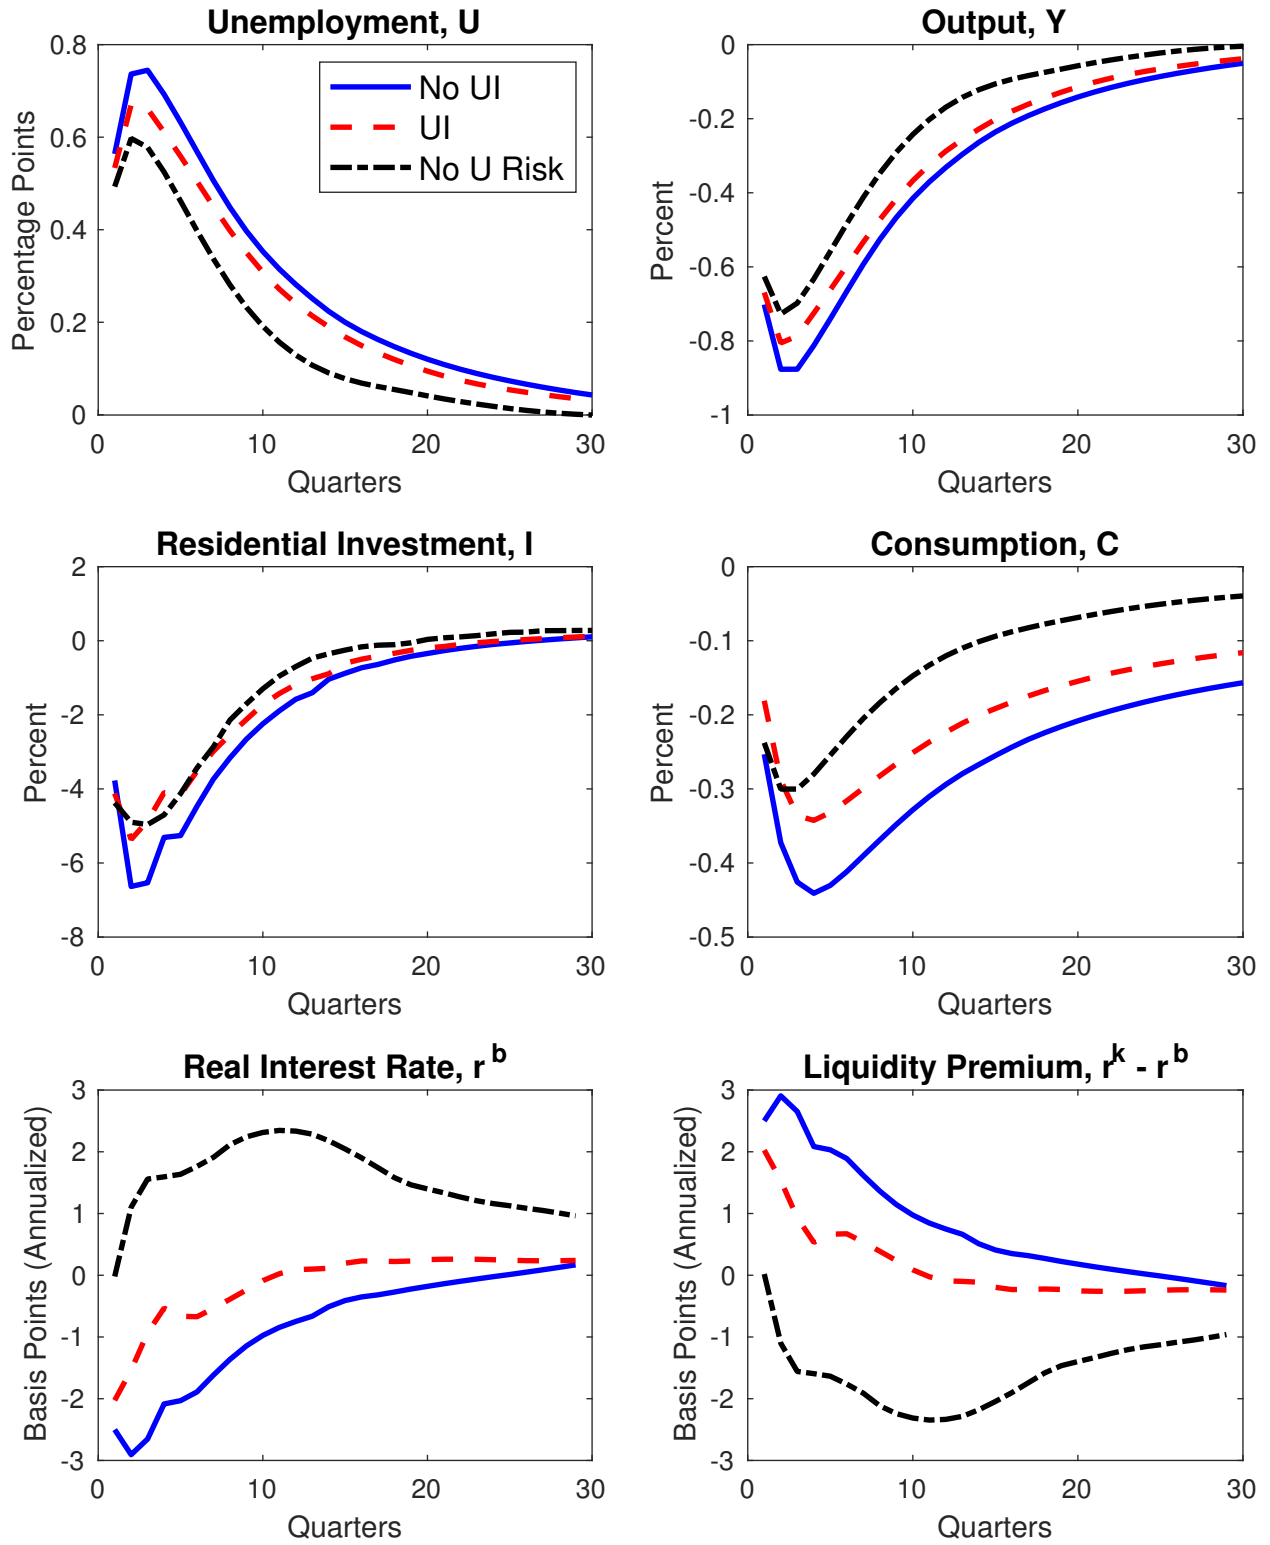 Unemployment, U
0.8
0.6
0.4
0.2
0
Percentage Points
0 10 20 30
Quarters
No UI
UI
No U Risk
Output, Y
0
-0.2
-0.4
-0.6
-0.8
-1
Percent
0 10 20 30
Quarters
Residential Investment, I
2
0
-2
-4
-6
-8
Percent
0 10 20 30
Quarters
Consumption, C
0
-0.1
-0.2
-0.3
-0.4
-0.5
Percent
0 10 20 30
Quarters
Real Interest Rate, r^b
3
2
1
0
-1
-2
-3
Basis Points (Annualized)
0 10 20 30
Quarters
Liquidity Premium, r^k - r^b
3
2
1
0
-1
-2
-3
Basis Points (Annualized)
0 10 20 30
Quarters